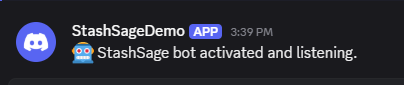 StashSageDemo APP 3:39 PM
🤖 StashSage bot activated and listening.